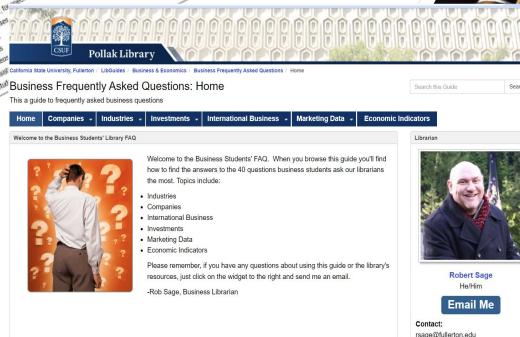 CSUF
Pollak Library
California State University, Fullerton / LibGuides / Business & Economics / Business Frequently Asked Questions / Home
Business Frequently Asked Questions: Home
Search this Guide
This a guide to frequently asked business questions
Home Companies Industries Investments International Business Marketing Data Economic Indicators
Welcome to the Business Students' Library FAQ
Librarian
Welcome to the Business Students' FAQ. When you browse this guide you'll find
how to find the answers to the 40 questions business students ask our librarians
the most. Topics include:
• Industries
• Companies
• International Business
• Investments
• Marketing Data
• Economic Indicators
Please remember, if you have any questions about using this guide or the library's
resources, just click on the widget to the right and send me an email.
-Rob Sage, Business Librarian
Robert Sage
He/Him
Email Me
Contact:
rsage@fullerton.edu